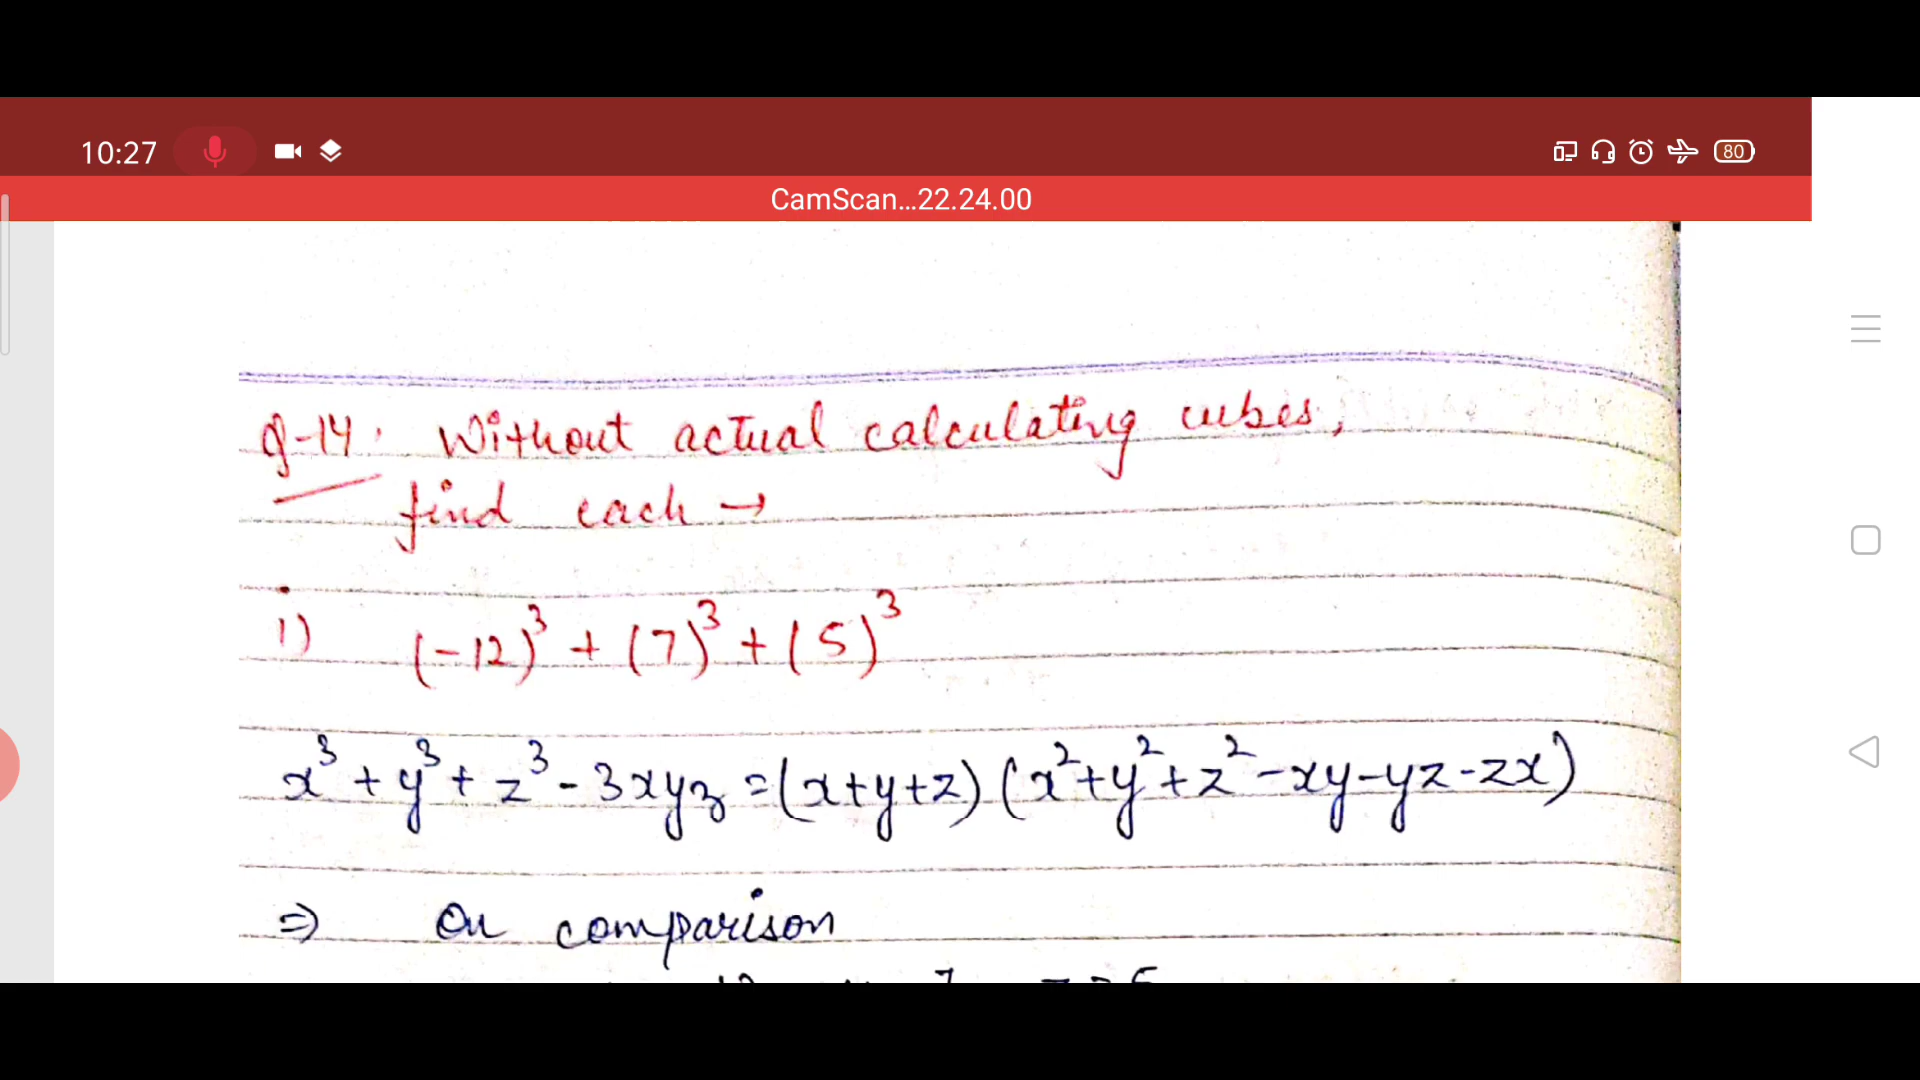 10:27
80
CamScan...22.24.00
Q-14: Without actual calculating cubes,
find each →
i) (-12)³ + (7)³ + (5)³
x³ + y³ + z³ - 3xyz = (x+y+z) (x²+y²+z²-xy-yz-zx)
⇒ On comparison